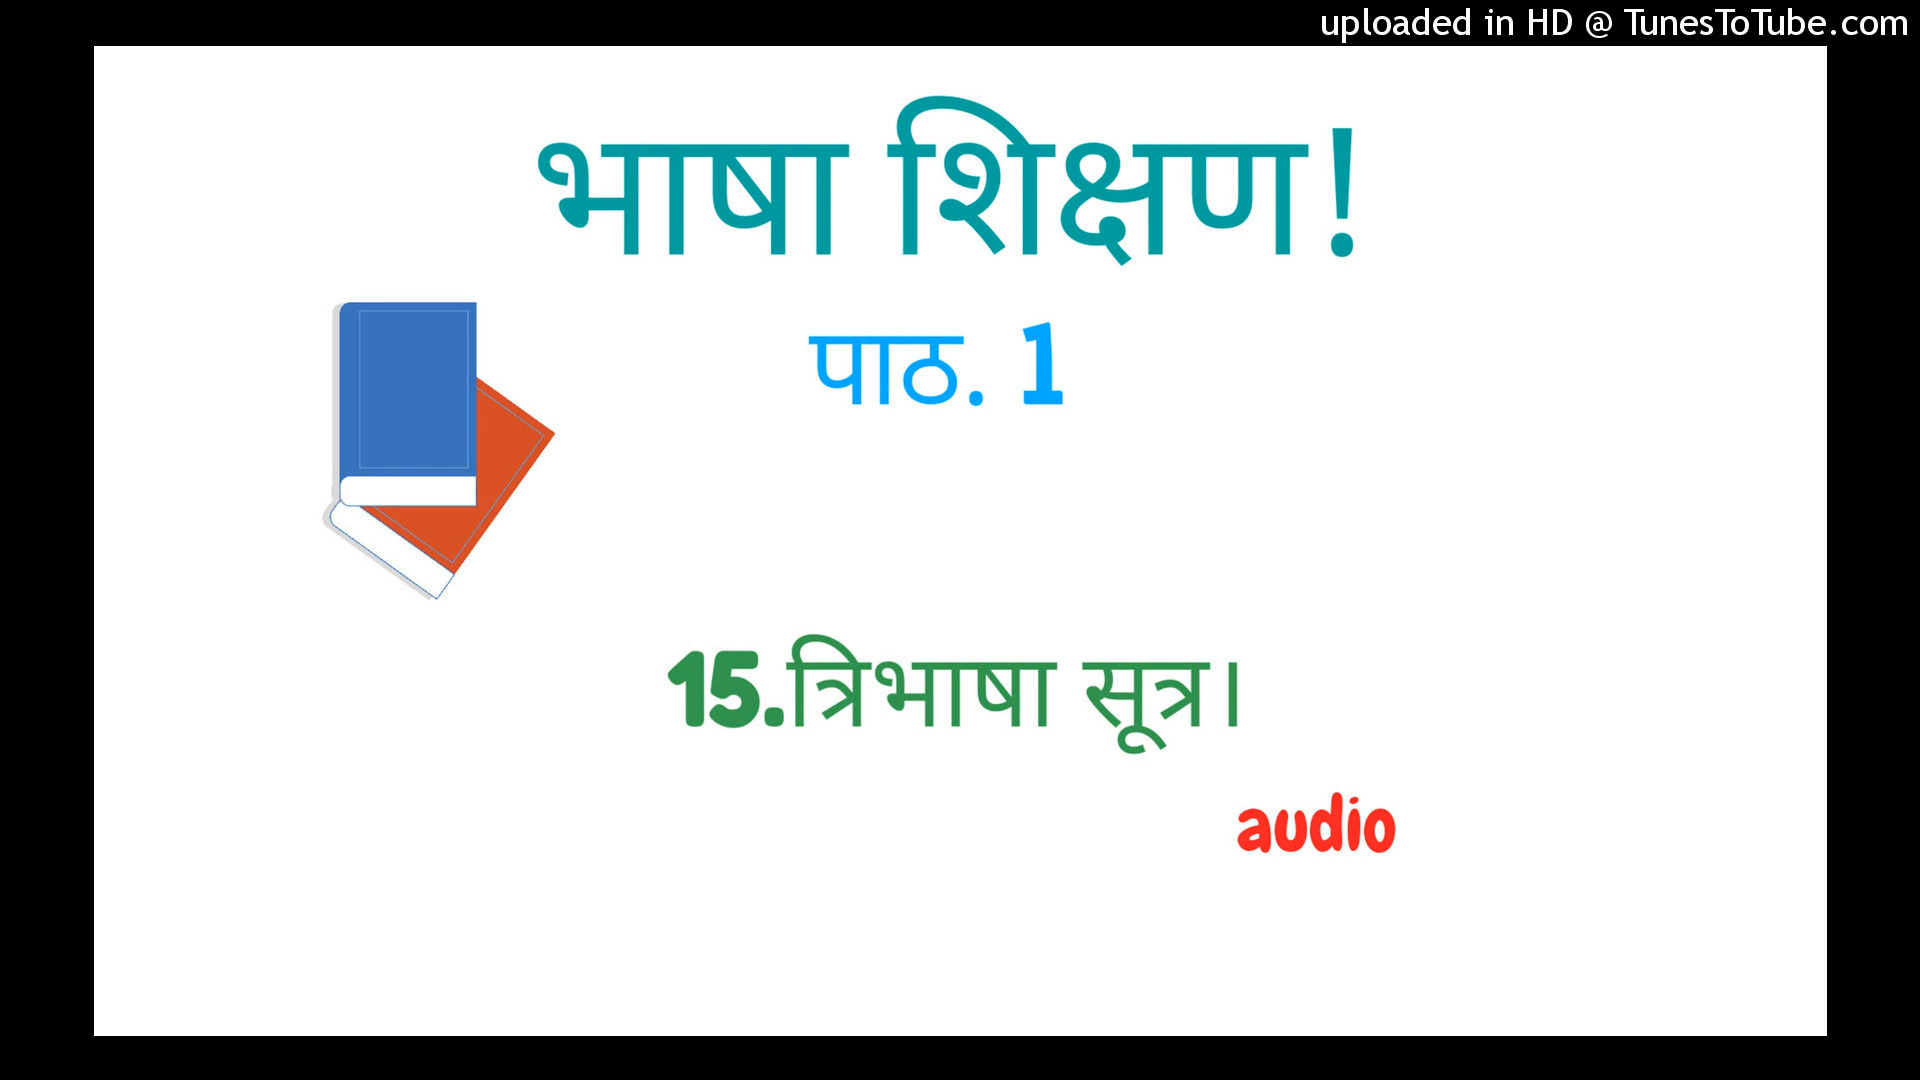 uploaded in HD @ TunesToTube.com
भाषा शिक्षण!
पाठ. 1
15.त्रिभाषा सूत्र।
audio